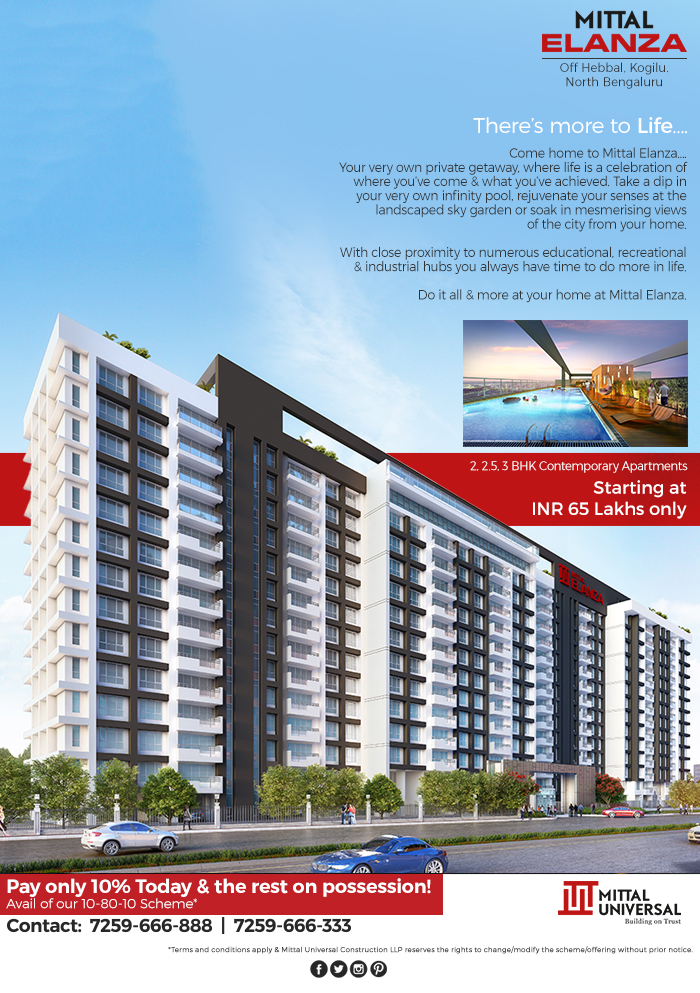 MITTAL
ELANZA
Off Hebbal, Kogilu.
North Bengaluru
There's more to Life....
Come home to Mittal Elanza....
Your very own private getaway, where life is a celebration of
where you've come & what you've achieved. Take a dip in
your very own infinity pool, rejuvenate your senses at the
landscaped sky garden or soak in mesmerising views
of the city from your home.
With close proximity to numerous educational, recreational
& industrial hubs you always have time to do more in life.
Do it all & more at your home at Mittal Elanza.
2, 2.5, 3 BHK Contemporary Apartments
Starting at
INR 65 Lakhs only
ELANZA
Pay only 10% Today & the rest on possession!
Avail of our 10-80-10 Scheme*
Contact: 7259-666-888 | 7259-666-333
MITTAL
UNIVERSAL
Building on Trust
*Terms and conditions apply & Mittal Universal Construction LLP reserves the rights to change/modify the scheme/offering without prior notice.